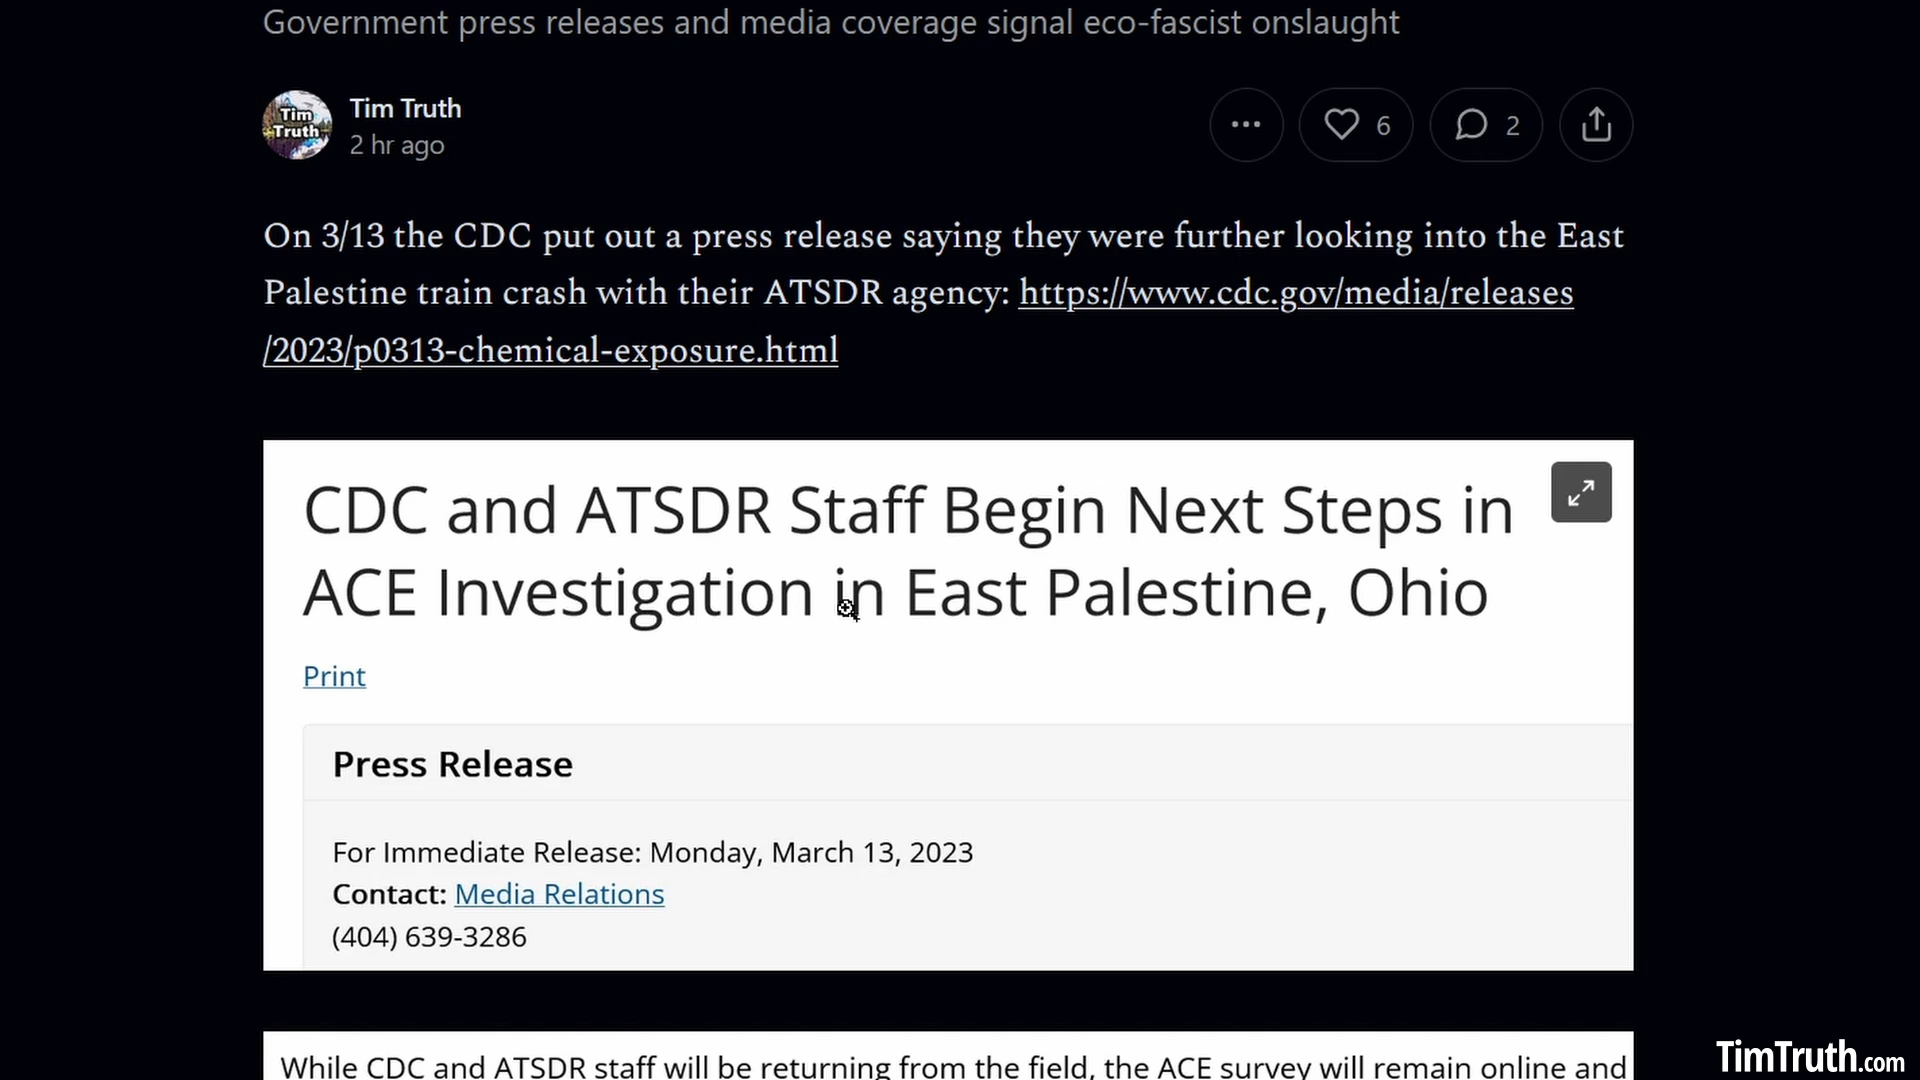 Government press releases and media coverage signal eco-fascist onslaught
Tim Truth
Tim Truth
2 hr ago
6
2
On 3/13 the CDC put out a press release saying they were further looking into the East
Palestine train crash with their ATSDR agency: https://www.cdc.gov/media/releases
/2023/p0313-chemical-exposure.html
CDC and ATSDR Staff Begin Next Steps in
ACE Investigation in East Palestine, Ohio
Print
Press Release
For Immediate Release: Monday, March 13, 2023
Contact: Media Relations
(404) 639-3286
While CDC and ATSDR staff will be returning from the field, the ACE survey will remain online and
TimTruth.com